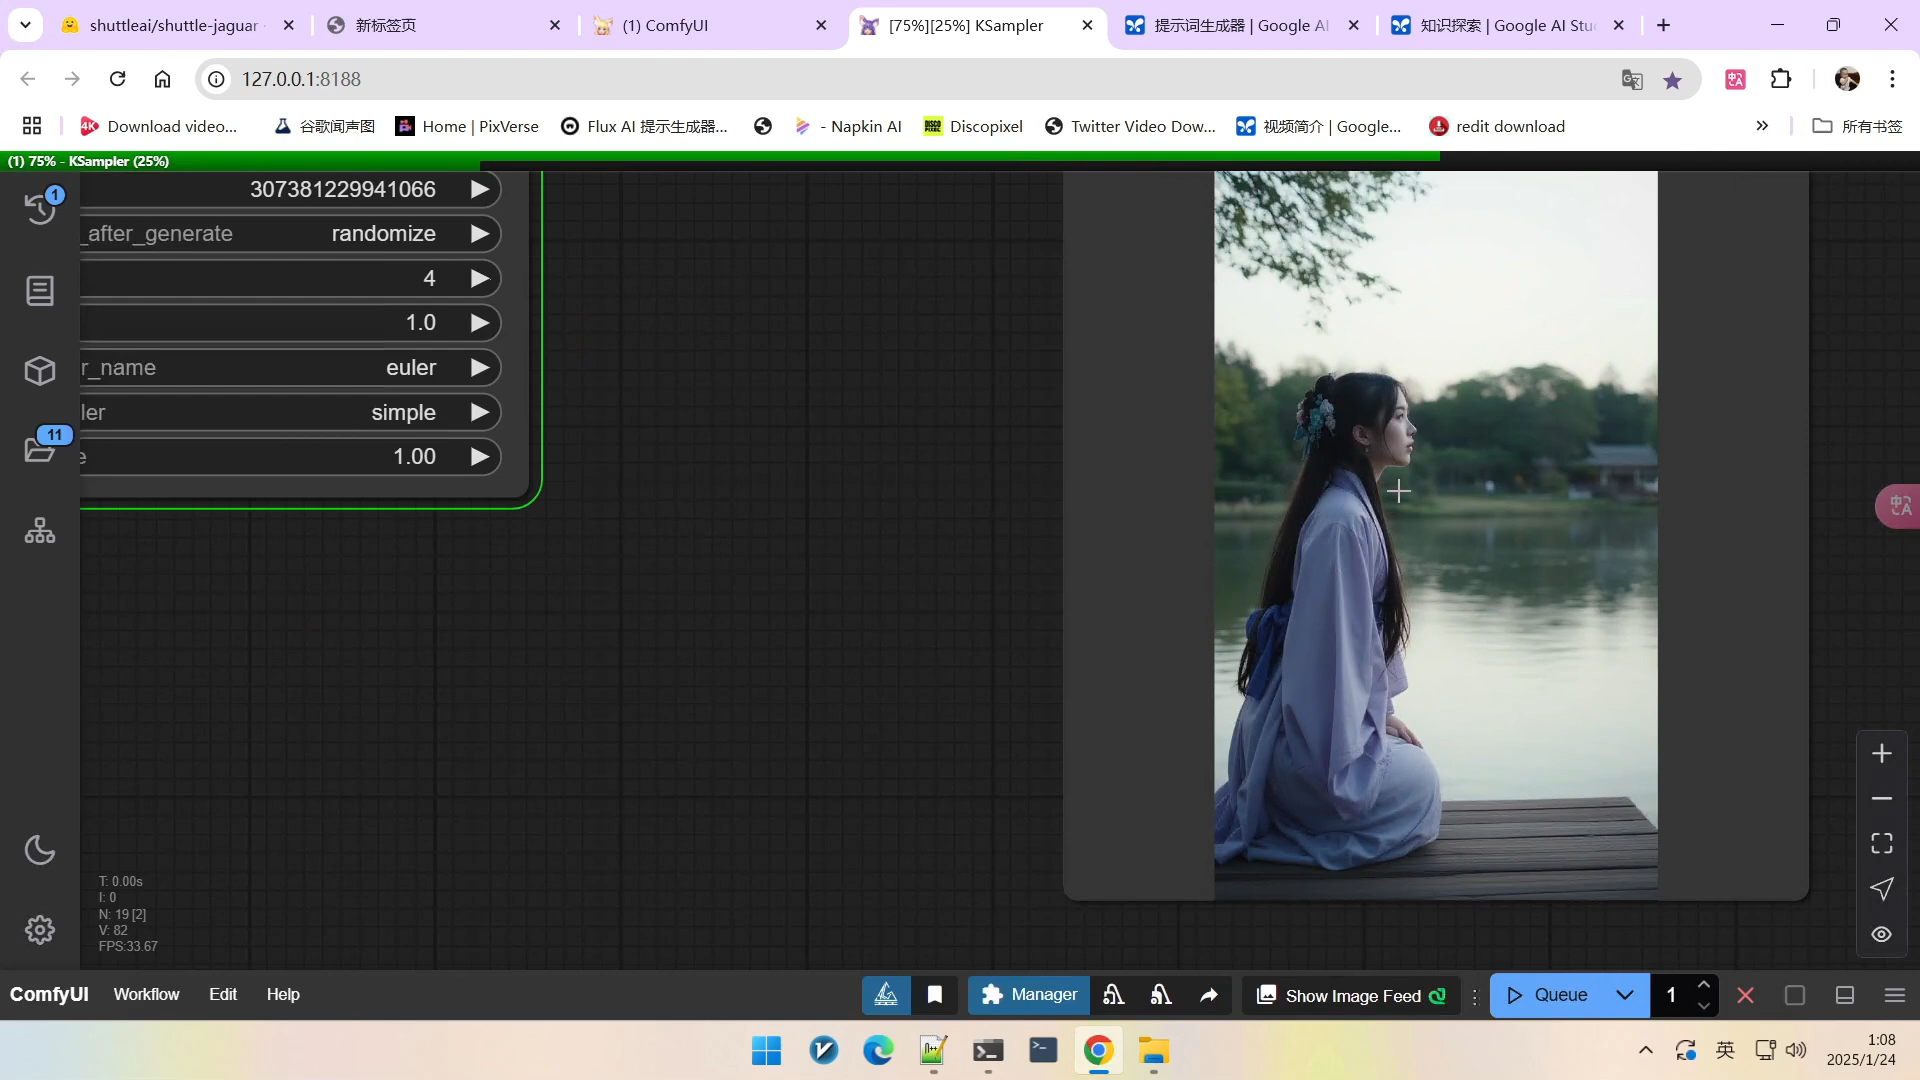 shuttleai/shuttle-jaguar
新标签页
(1) ComfyUI
[75%][25%] KSampler
提示词生成器 | Google AI
知识探索 | Google AI Stu
127.0.0.1:8188
Download video...
谷歌闻声图
Home | PixVerse
Flux AI 提示生成器...
- Napkin AI
Discopixel
Twitter Video Dow...
视频简介 | Google...
redit download
所有书签
(1) 75% - KSampler (25%)
307381229941066
_after_generate randomize
4
1.0
r_name euler
ler simple
e 1.00
1
11
T: 0.00s
I: 0
N: 19 [2]
V: 82
FPS:33.67
ComfyUI Workflow Edit Help
Manager
Show Image Feed
Queue
1
英
1:08
2025/1/24